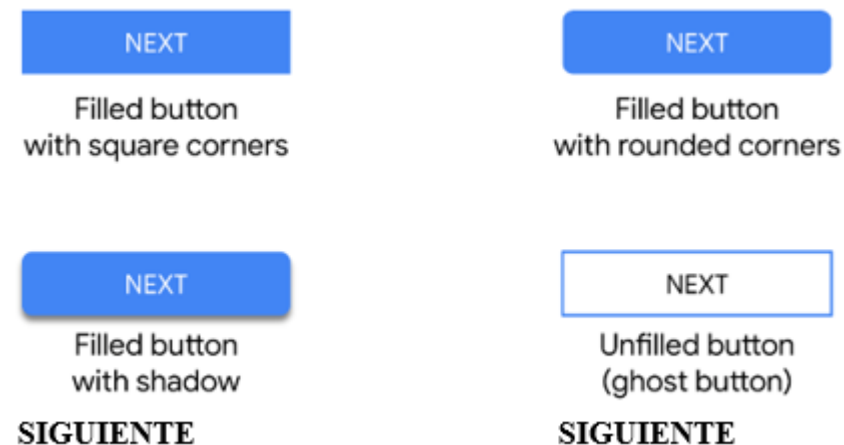 NEXT
NEXT
Filled button
with square corners
Filled button
with rounded corners
NEXT
NEXT
Filled button
with shadow
Unfilled button
(ghost button)
SIGUIENTE
SIGUIENTE